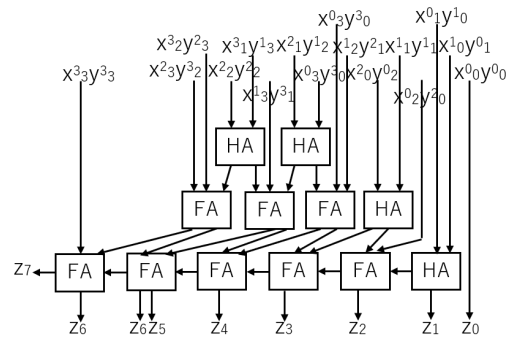 x⁰₃y³₀
x⁰₁y¹₀
x³₂y²₃
x³₁y¹₃
x²₁y¹₂
x¹₂y²₁
x¹₁y¹₁
x¹₀y⁰₁
x³₃y³₃
x²₃y³₂
x²₂y²₂
x⁰₃y³₀
x²₀y⁰₂
x⁰₀y⁰₀
x¹₃y³₁
x⁰₂y²₀
HA HA
FA FA FA HA
Z7 FA FA FA FA FA HA
Z6 Z6 Z5 Z4 Z3 Z2 Z1 Z0